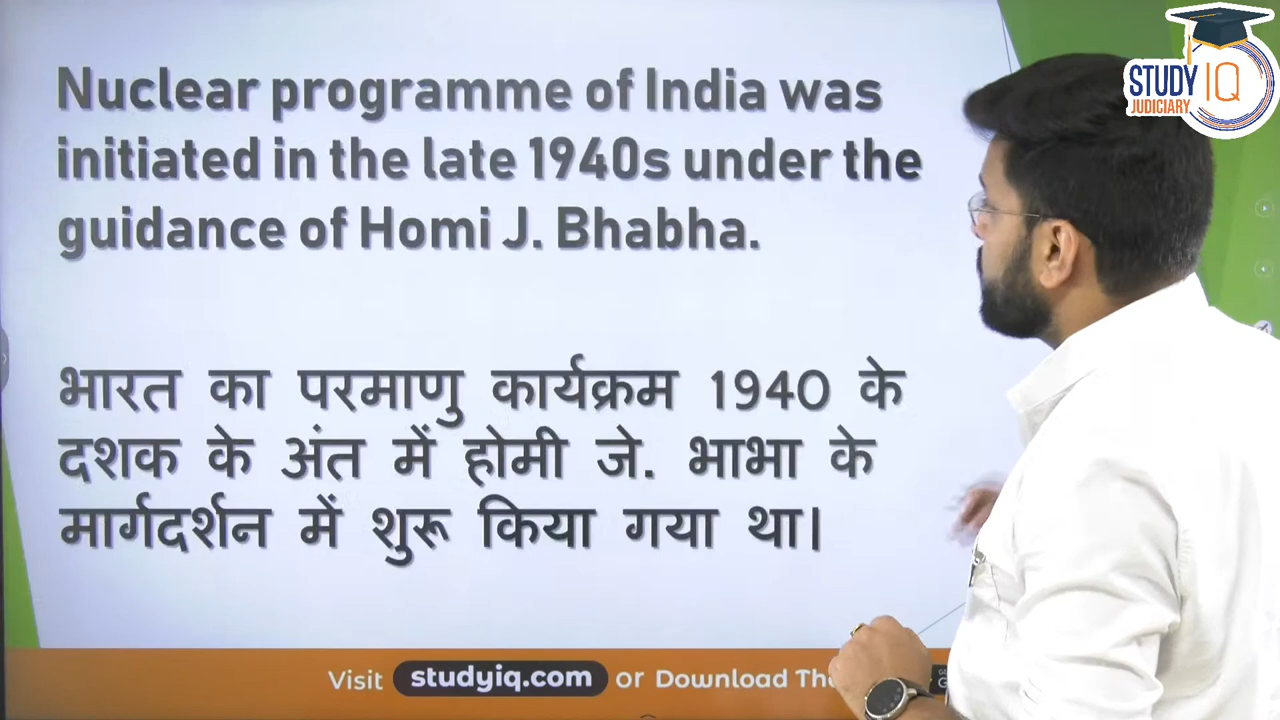 STUDY IQ
JUDICIARY
Nuclear programme of India was
initiated in the late 1940s under the
guidance of Homi J. Bhabha.
भारत का परमाणु कार्यक्रम 1940 के
दशक के अंत में होमी जे. भाभा के
मार्गदर्शन में शुरू किया गया था।
Visit studyiq.com or Download The